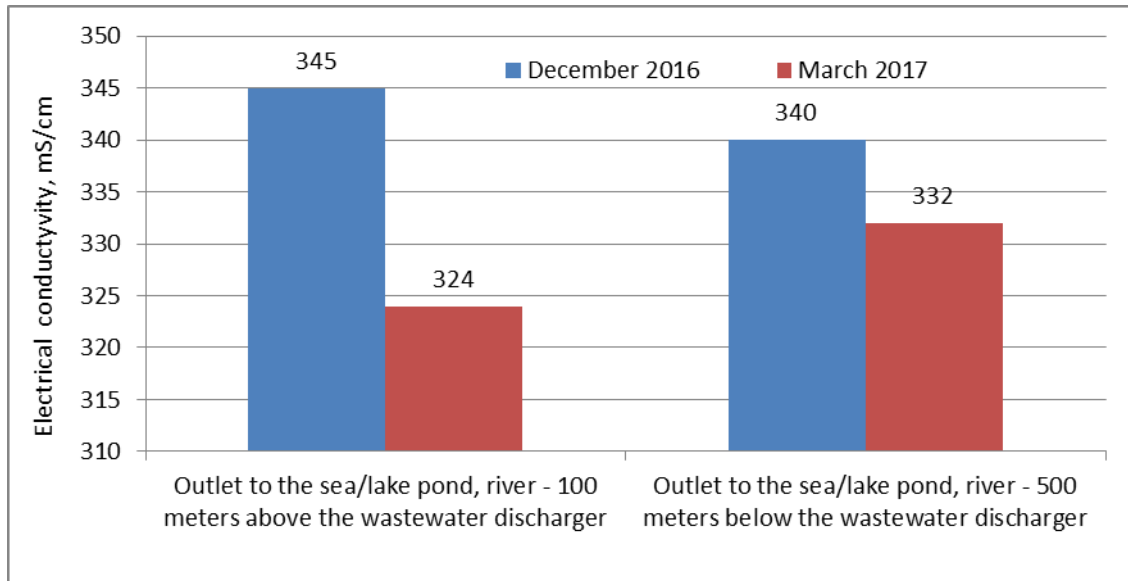 Electrical conductyvity, mS/cm
350
345
340
335
330
325
320
315
310
December 2016
March 2017
345
324
340
332
Outlet to the sea/lake pond, river - 100
meters above the wastewater discharger
Outlet to the sea/lake pond, river - 500
meters below the wastewater discharger